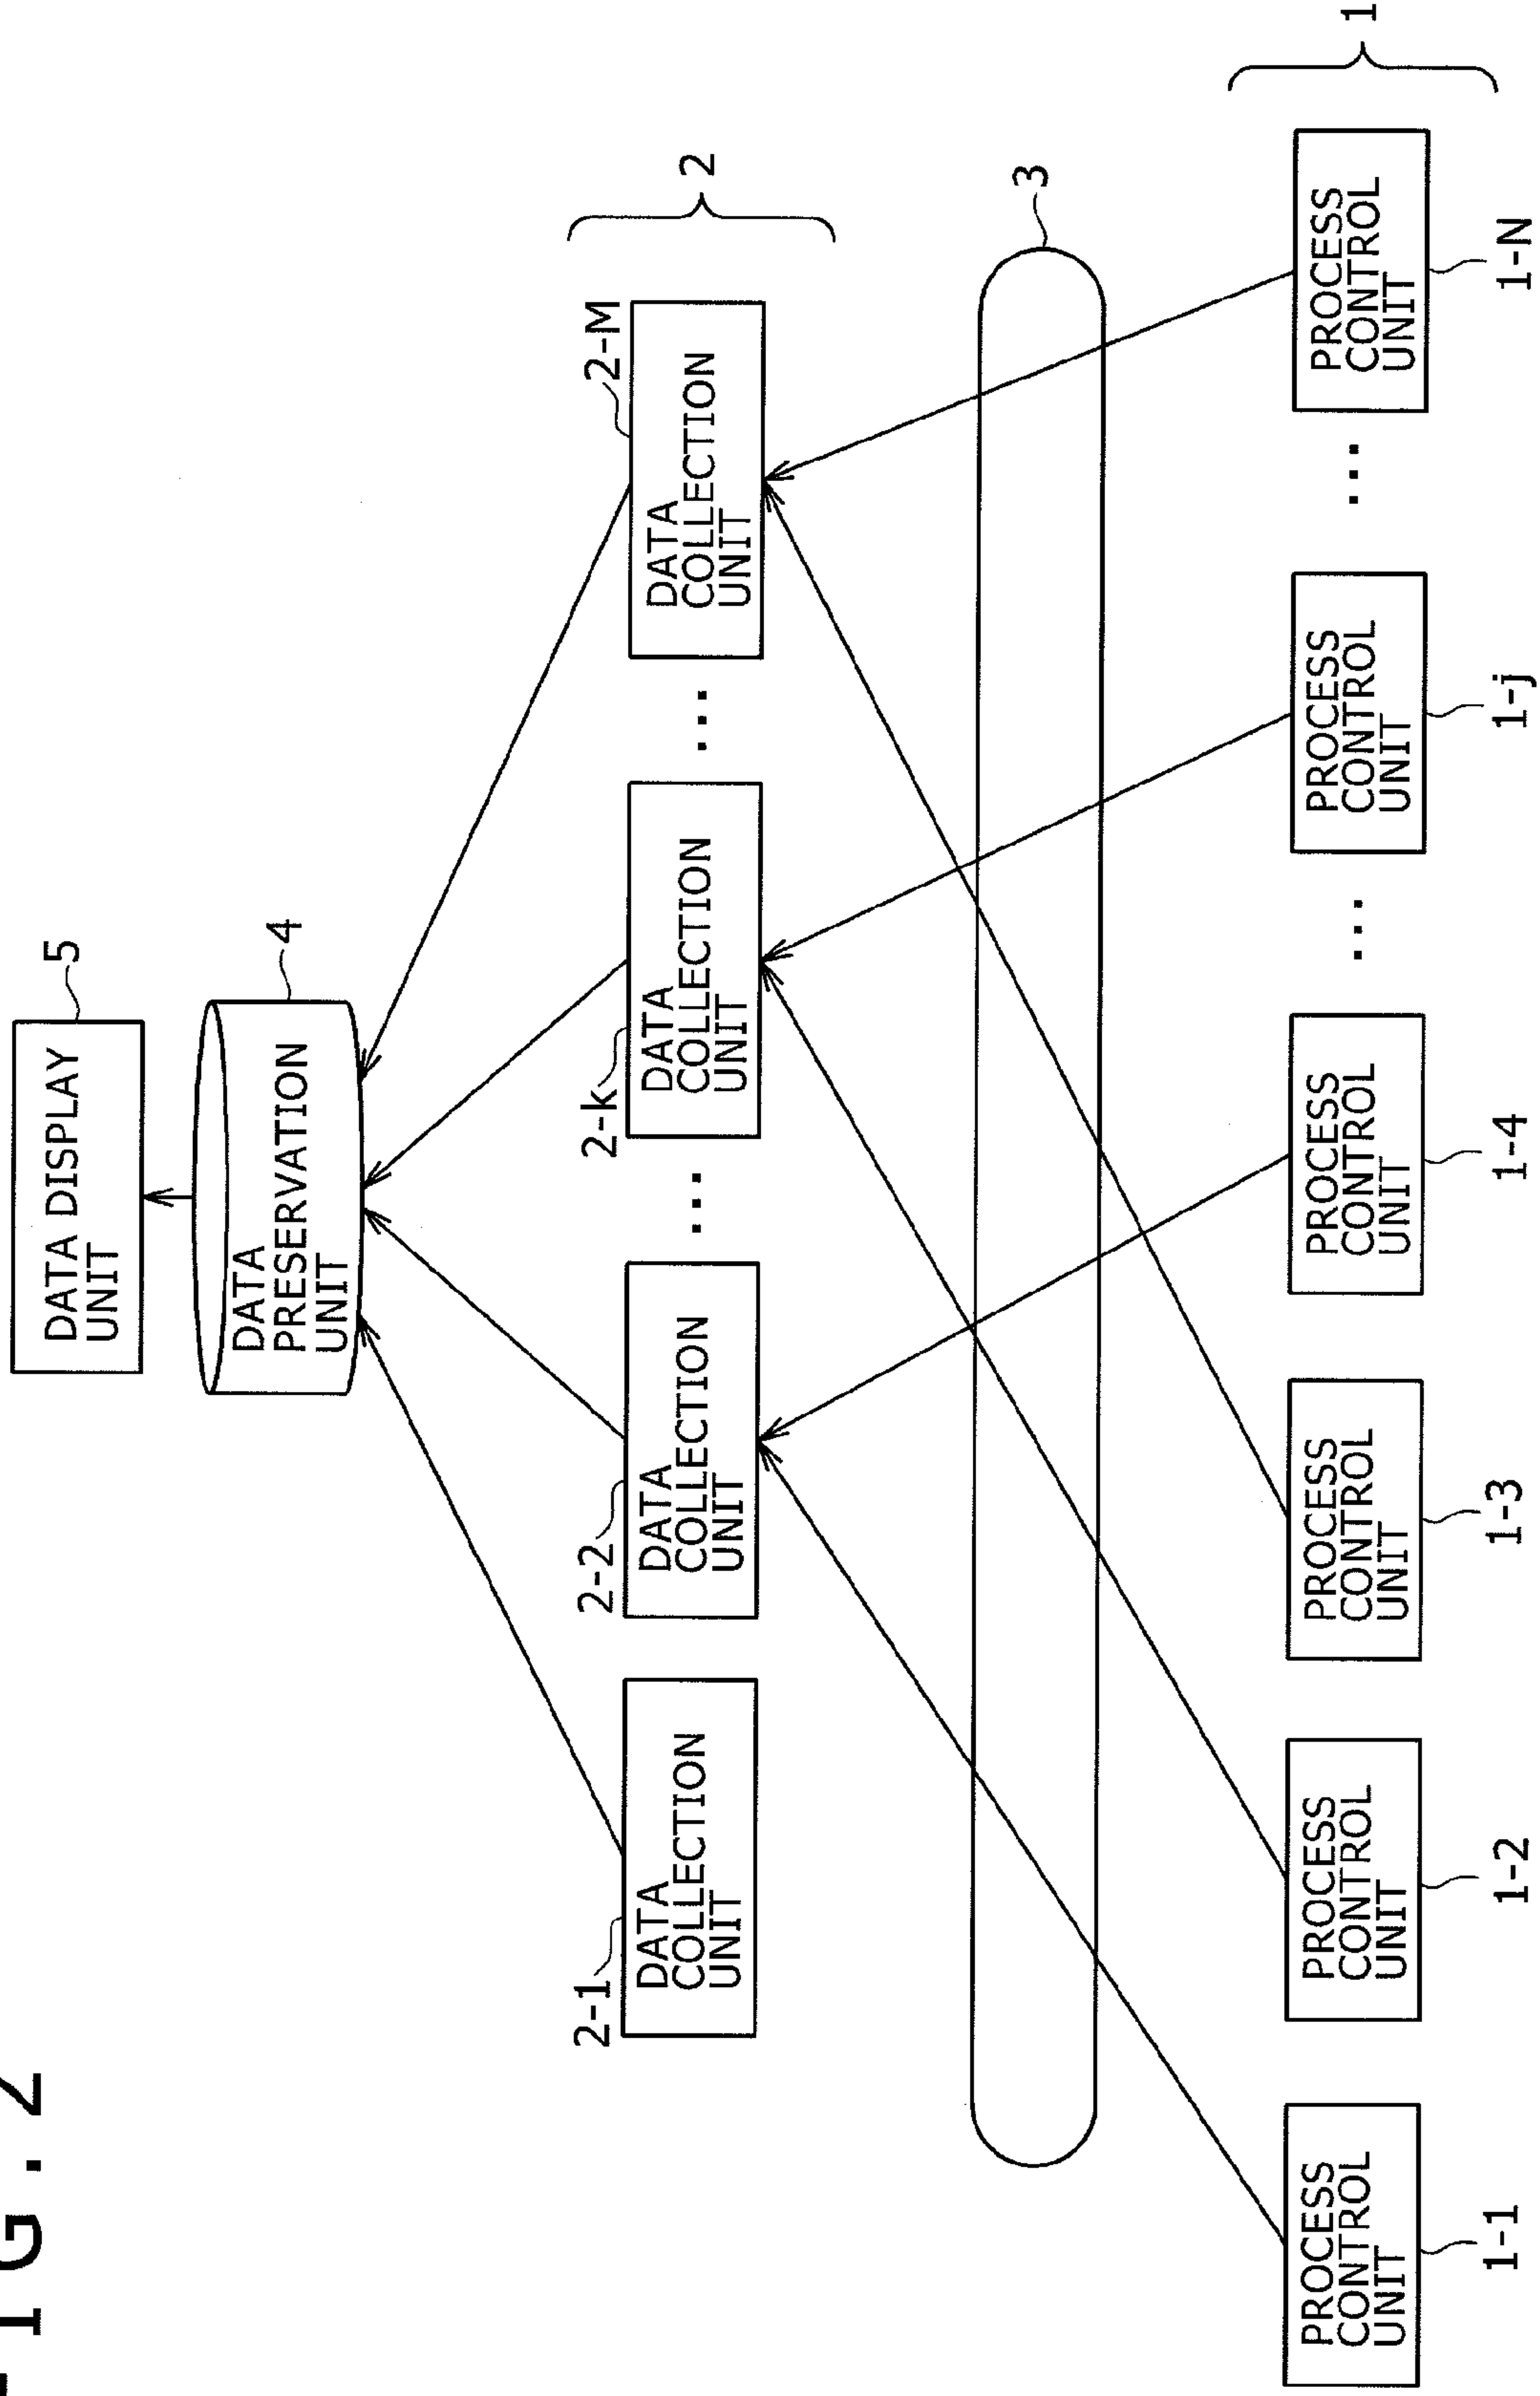 FIG. 2
DATA DISPLAY
UNIT
5
DATA
PRESERVATION
UNIT
4
2-1
DATA
COLLECTION
UNIT
2-2
DATA
COLLECTION
UNIT
...
2-k
DATA
COLLECTION
UNIT
...
2-M
DATA
COLLECTION
UNIT
2
3
PROCESS
CONTROL
UNIT
1-1
PROCESS
CONTROL
UNIT
1-2
PROCESS
CONTROL
UNIT
1-3
PROCESS
CONTROL
UNIT
1-4
...
PROCESS
CONTROL
UNIT
1-j
...
PROCESS
CONTROL
UNIT
1-N
1